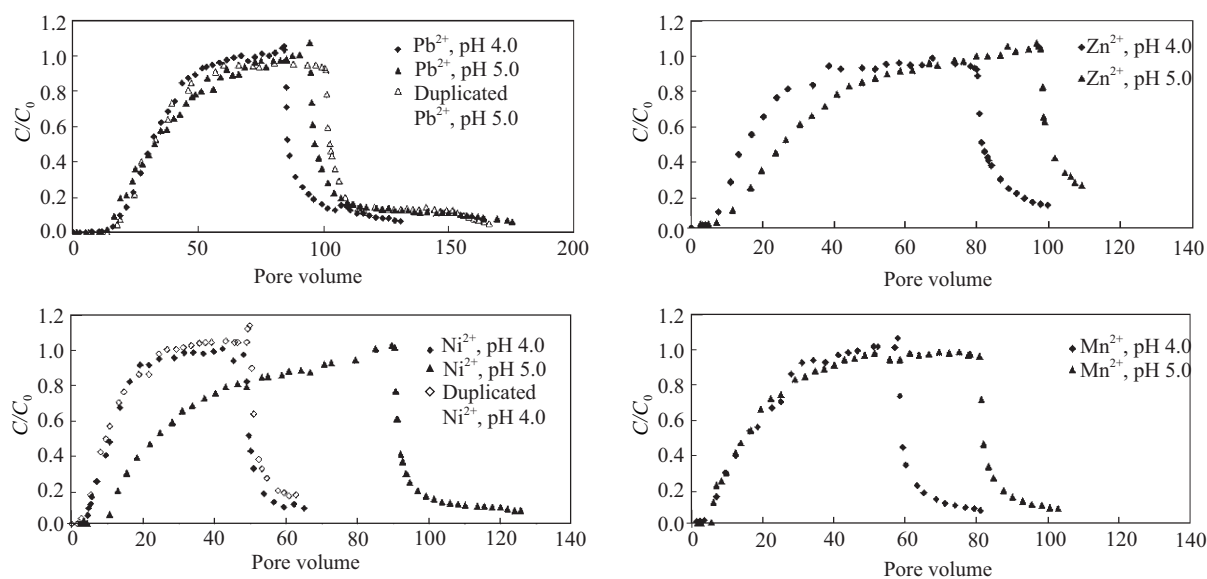 1.2
1.0
0.8
0.6
0.4
0.2
0.0
C/C₀
0 50 100 150 200
Pore volume
Pb²⁺, pH 4.0
Pb²⁺, pH 5.0
Duplicated
Pb²⁺, pH 5.0
1.2
1.0
0.8
0.6
0.4
0.2
0.0
C/C₀
0 20 40 60 80 100 120 140
Pore volume
Zn²⁺, pH 4.0
Zn²⁺, pH 5.0
1.2
1.0
0.8
0.6
0.4
0.2
0.0
C/C₀
0 20 40 60 80 100 120 140
Pore volume
Ni²⁺, pH 4.0
Ni²⁺, pH 5.0
Duplicated
Ni²⁺, pH 4.0
1.2
1.0
0.8
0.6
0.4
0.2
0.0
C/C₀
0 20 40 60 80 100 120 140
Pore volume
Mn²⁺, pH 4.0
Mn²⁺, pH 5.0